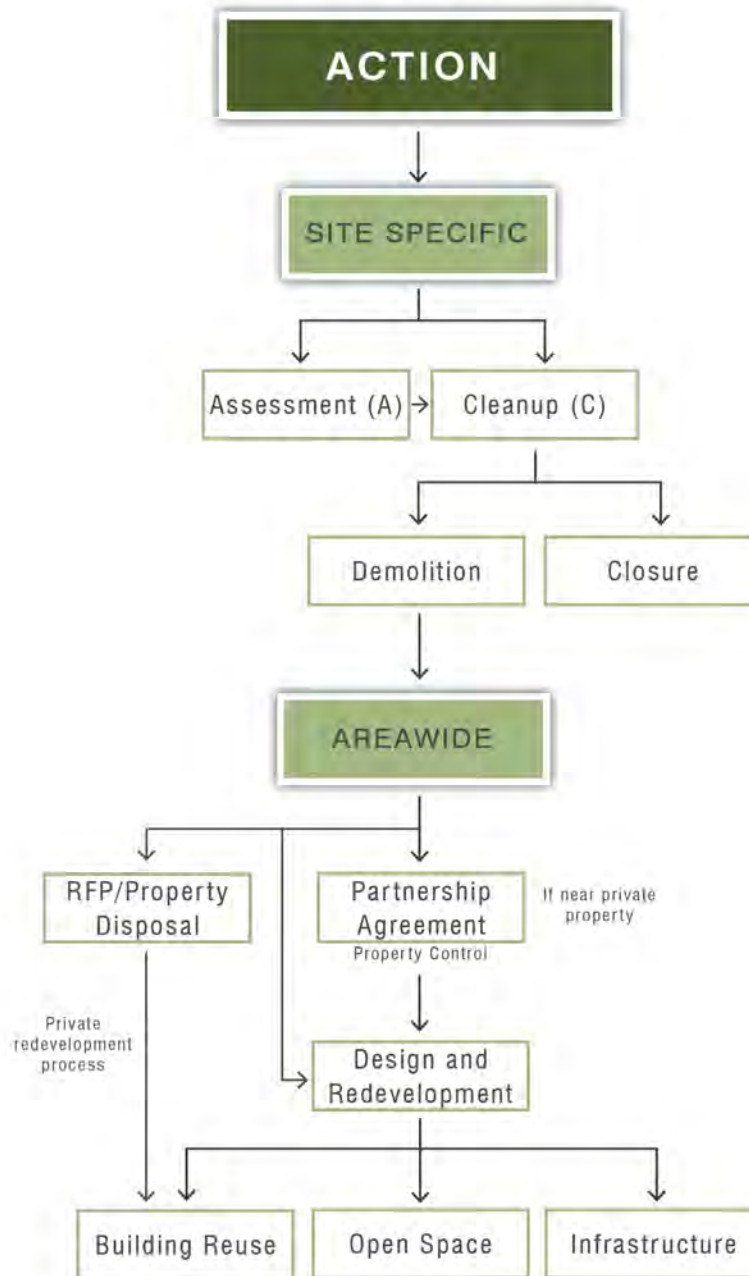 ACTION
SITE SPECIFIC
Assessment (A)
Cleanup (C)
Demolition
Closure
AREAWIDE
RFP/Property
Disposal
Partnership
Agreement
Property Control
If near private
property
Private
redevelopment
process
Design and
Redevelopment
Building Reuse
Open Space
Infrastructure